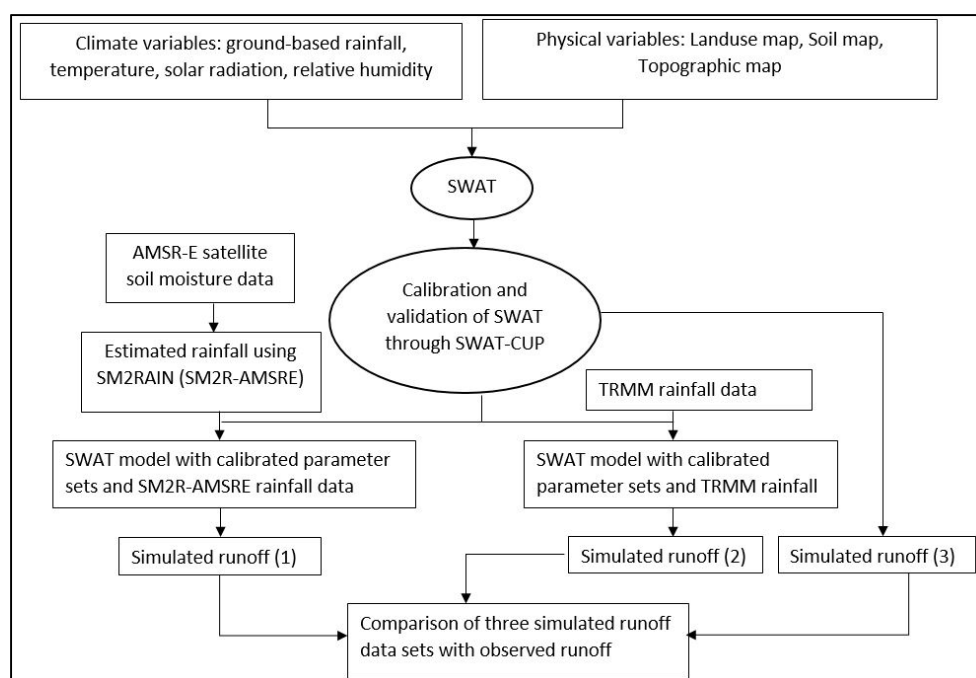 Climate variables: ground-based rainfall,
temperature, solar radiation, relative humidity
Physical variables: Landuse map, Soil map,
Topographic map
SWAT
AMSR-E satellite
soil moisture data
Calibration and
validation of SWAT
through SWAT-CUP
Estimated rainfall using
SM2RAIN (SM2R-AMSRE)
TRMM rainfall data
SWAT model with calibrated parameter
sets and SM2R-AMSRE rainfall data
SWAT model with calibrated
parameter sets and TRMM rainfall
Simulated runoff (1)
Simulated runoff (2)
Simulated runoff (3)
Comparison of three simulated runoff
data sets with observed runoff